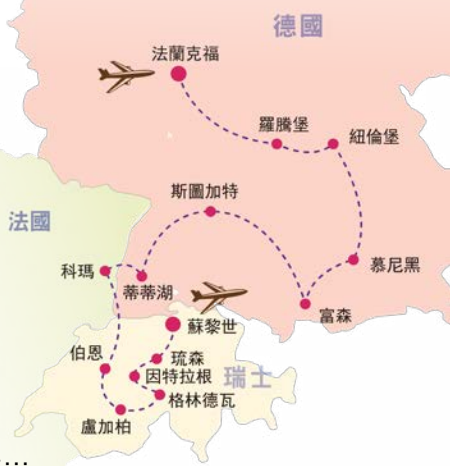 德國
法蘭克福
羅騰堡
紐倫堡
斯圖加特
法國
慕尼黑
科瑪
蒂蒂湖
富森
蘇黎世
伯恩
琉森
因特拉根
瑞士
格林德瓦
盧加柏
...